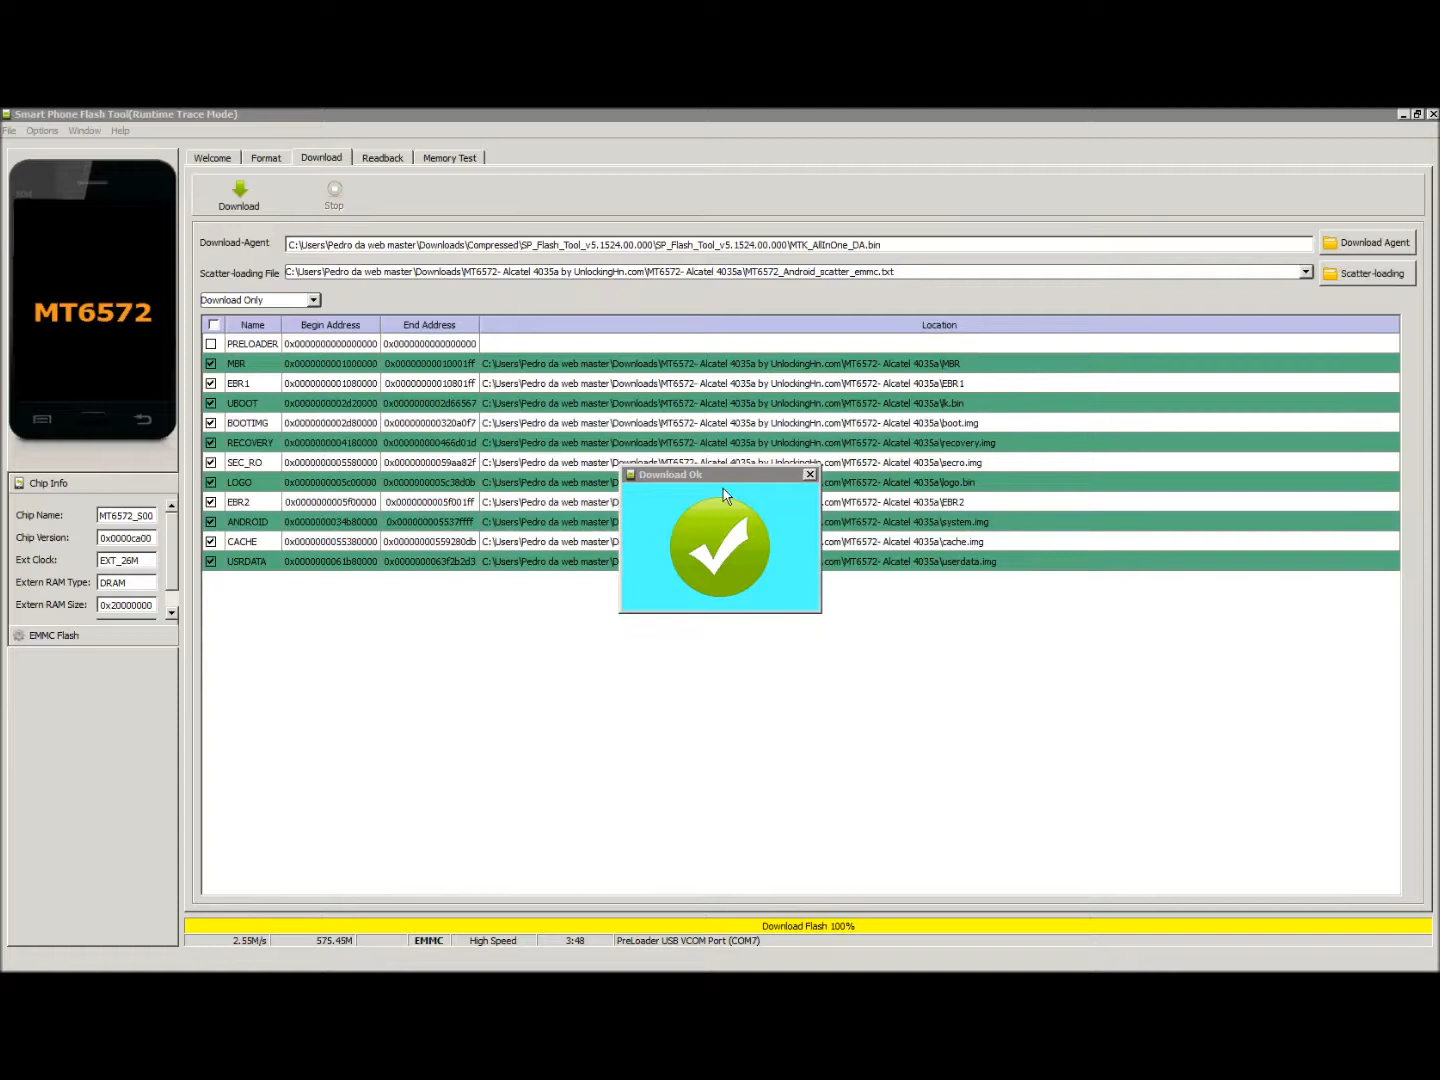 Smart Phone Flash Tool(Runtime Trace Mode)
File Options Window Help
Welcome Format Download Readback Memory Test
Download Stop
Download-Agent C:\Users\Pedro da web master\Downloads\Compressed\SP_Flash_Tool_v5.1524.00.000\SP_Flash_Tool_v5.1524.00.000\MTK_AllInOne_DA.bin Download Agent
Scatter-loading File C:\Users\Pedro da web master\Downloads\MT6572- Alcatel 4035a by UnlockingHn.com\MT6572- Alcatel 4035a\MT6572_Android_scatter_emmc.txt Scatter-loading
Download Only
MT6572
Name Begin Address End Address Location
PRELOADER 0x0000000000000000 0x0000000000000000
MBR 0x0000000001000000 0x00000000010001ff C:\Users\Pedro da web master\Downloads\MT6572- Alcatel 4035a by UnlockingHn.com\MT6572- Alcatel 4035a\MBR
EBR1 0x0000000001080000 0x00000000010801ff C:\Users\Pedro da web master\Downloads\MT6572- Alcatel 4035a by UnlockingHn.com\MT6572- Alcatel 4035a\EBR1
UBOOT 0x0000000002d20000 0x0000000002d66567 C:\Users\Pedro da web master\Downloads\MT6572- Alcatel 4035a by UnlockingHn.com\MT6572- Alcatel 4035a\lk.bin
BOOTIMG 0x0000000002d80000 0x000000000320a0f7 C:\Users\Pedro da web master\Downloads\MT6572- Alcatel 4035a by UnlockingHn.com\MT6572- Alcatel 4035a\boot.img
RECOVERY 0x0000000004180000 0x000000000466d01d C:\Users\Pedro da web master\Downloads\MT6572- Alcatel 4035a by UnlockingHn.com\MT6572- Alcatel 4035a\recovery.img
SEC_RO 0x0000000005580000 0x00000000059aa82f C:\Users\Pedro da web master\Downloads\MT6572- Alcatel 4035a by UnlockingHn.com\MT6572- Alcatel 4035a\secro.img
LOGO 0x0000000005c00000 0x0000000005c38d0b C:\Users\Pedro da web master\D .com\MT6572- Alcatel 4035a\logo.bin
EBR2 0x0000000005f00000 0x0000000005f001ff C:\Users\Pedro da web master\D .com\MT6572- Alcatel 4035a\EBR2
ANDROID 0x0000000034b80000 0x000000005537ffff C:\Users\Pedro da web master\D .com\MT6572- Alcatel 4035a\system.img
CACHE 0x0000000055380000 0x00000000559280db C:\Users\Pedro da web master\D .com\MT6572- Alcatel 4035a\cache.img
USRDATA 0x0000000061b80000 0x0000000063f2b2d3 C:\Users\Pedro da web master\D .com\MT6572- Alcatel 4035a\userdata.img
Download Ok
Chip Info
Chip Name: MT6572_S00
Chip Version: 0x0000ca00
Ext Clock: EXT_26M
Extern RAM Type: DRAM
Extern RAM Size: 0x20000000
EMMC Flash
Download Flash 100%
2.55M/s 575.45M EMMC High Speed 3:48 PreLoader USB VCOM Port (COM7)